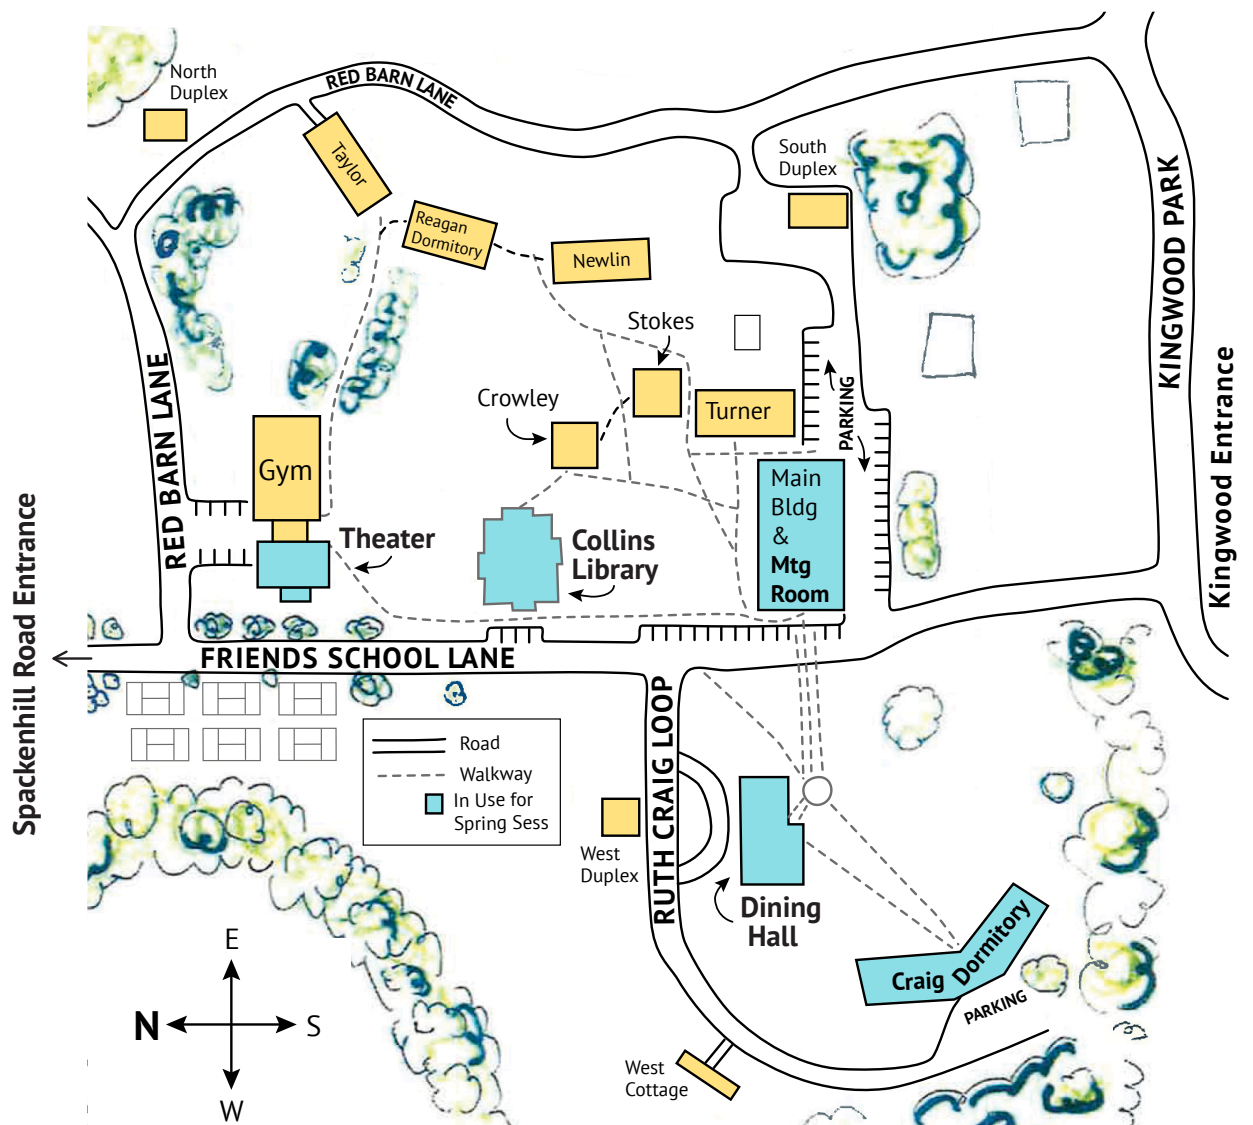 North
Duplex
RED BARN LANE
Taylor
Reagan
Dormitory
Newlin
South
Duplex
KINGWOOD PARK
Kingwood Entrance
Stokes
Crowley
Turner
PARKING
RED BARN LANE
Gym
Theater
Collins
Library
Main
Bldg
&
Mtg
Room
Spackenhill Road Entrance
FRIENDS SCHOOL LANE
RUTH CRAIG LOOP
Road
Walkway
In Use for
Spring Sess
West
Duplex
Dining
Hall
Craig Dormitory
PARKING
West
Cottage
E
N
S
W